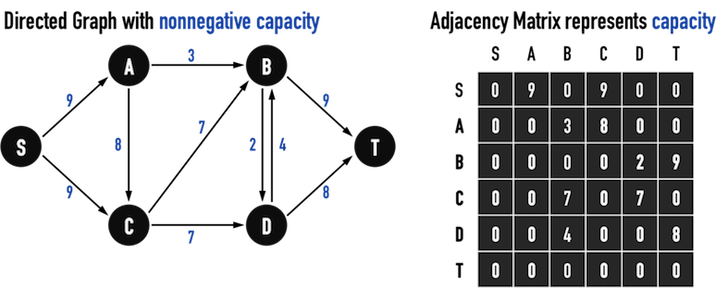 Directed Graph with nonnegative capacity
Adjacency Matrix represents capacity
A
B
S
T
C
D
3
9
9
8
7
2
4
9
9
8
7
S A B C D T
S 0 9 0 9 0 0
A 0 0 3 8 0 0
B 0 0 0 0 2 9
C 0 0 7 0 7 0
D 0 0 4 0 0 8
T 0 0 0 0 0 0